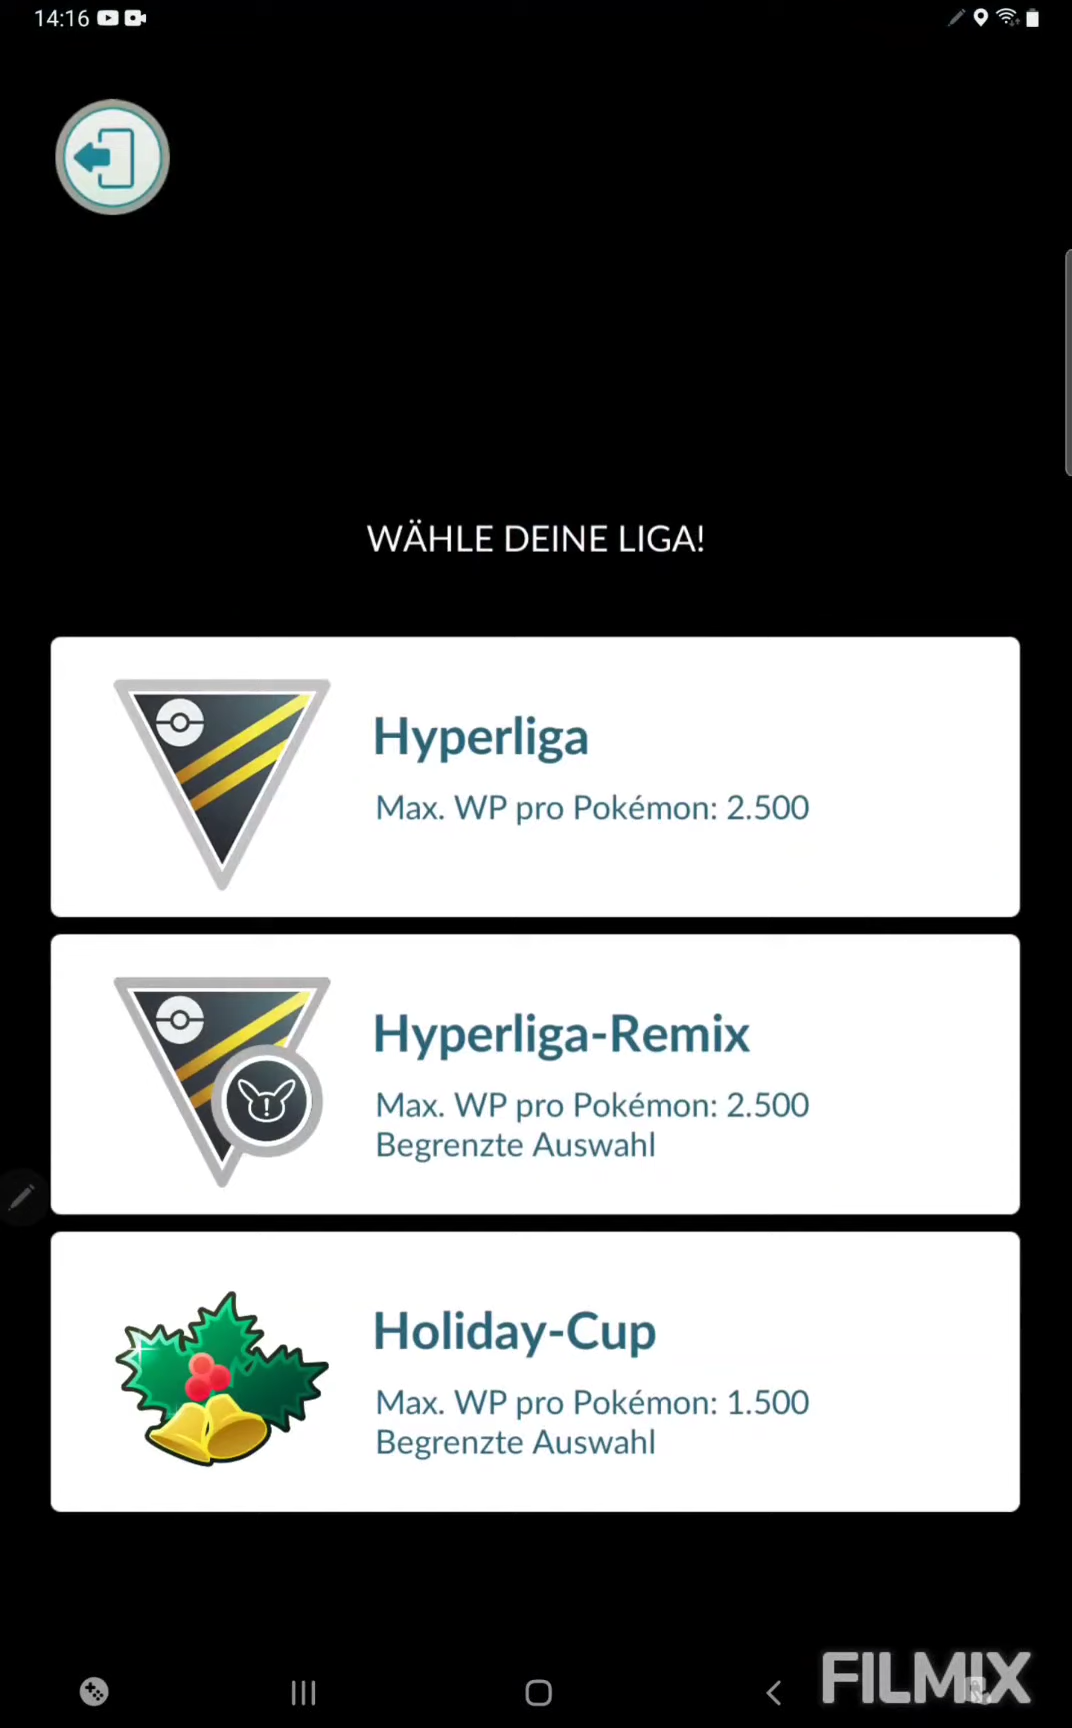 14:16
WÄHLE DEINE LIGA!
Hyperliga
Max. WP pro Pokémon: 2.500
Hyperliga-Remix
Max. WP pro Pokémon: 2.500
Begrenzte Auswahl
Holiday-Cup
Max. WP pro Pokémon: 1.500
Begrenzte Auswahl
FILMIX